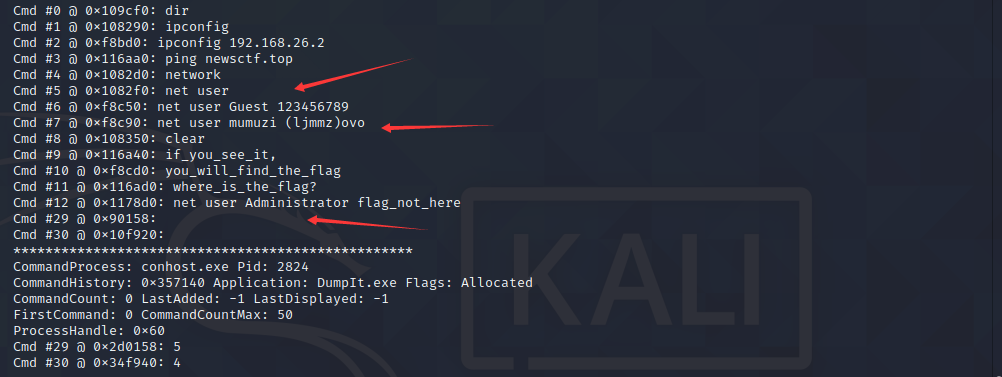 Cmd #0 @ 0×109cf0: dir
Cmd #1 @ 0×108290: ipconfig
Cmd #2 @ 0×f8bd0: ipconfig 192.168.26.2
Cmd #3 @ 0×116aa0: ping newsctf.top
Cmd #4 @ 0×1082d0: network
Cmd #5 @ 0×1082f0: net user
Cmd #6 @ 0×f8c50: net user Guest 123456789
Cmd #7 @ 0×f8c90: net user mumuzi (ljmmz)ovo
Cmd #8 @ 0×108350: clear
Cmd #9 @ 0×116a40: if_you_see_it,
Cmd #10 @ 0×f8cd0: you_will_find_the_flag
Cmd #11 @ 0×116ad0: where_is_the_flag?
Cmd #12 @ 0×1178d0: net user Administrator flag_not_here
Cmd #29 @ 0×90158:
Cmd #30 @ 0×10f920:
**************************************************
CommandProcess: conhost.exe Pid: 2824
CommandHistory: 0×357140 Application: DumpIt.exe Flags: Allocated
CommandCount: 0 LastAdded: -1 LastDisplayed: -1
FirstCommand: 0 CommandCountMax: 50
ProcessHandle: 0×60
Cmd #29 @ 0×2d0158: 5
Cmd #30 @ 0×34f940: 4
KALI